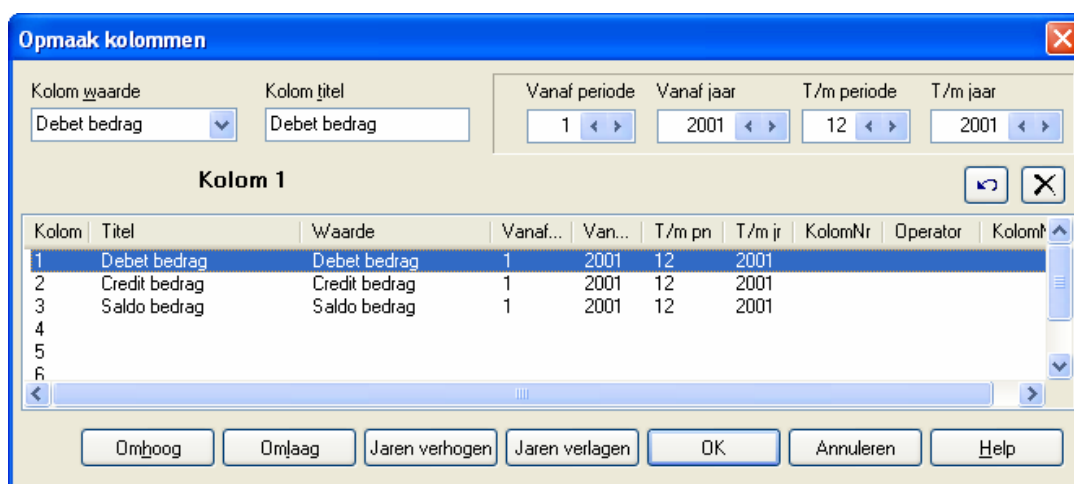 Opmaak kolommen
Kolom waarde Kolom titel Vanaf periode Vanaf jaar T/m periode T/m jaar
Debet bedrag Debet bedrag 1 2001 12 2001
Kolom 1
Kolom Titel Waarde Vanaf... Van... T/m pn T/m jr KolomNr Operator
1 Debet bedrag Debet bedrag 1 2001 12 2001
2 Credit bedrag Credit bedrag 1 2001 12 2001
3 Saldo bedrag Saldo bedrag 1 2001 12 2001
4
5
6
Omhoog Omlaag Jaren verhogen Jaren verlagen OK Annuleren Help